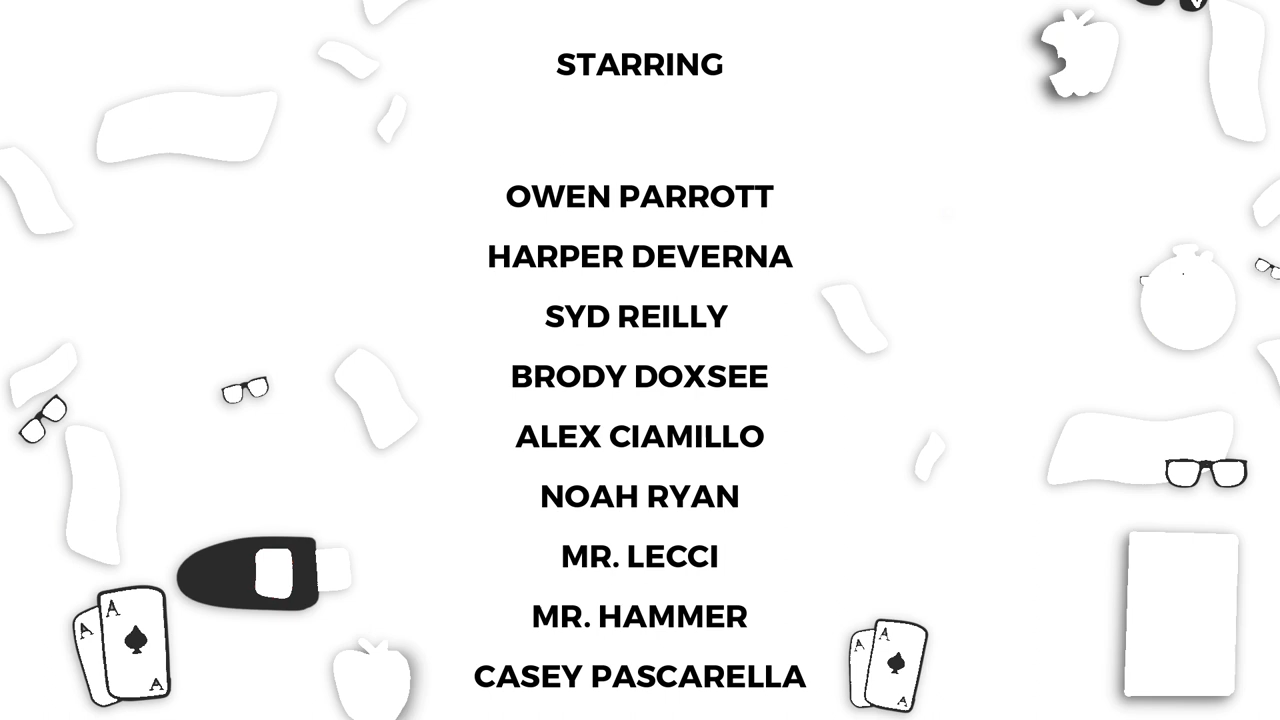 STARRING
OWEN PARROTT
HARPER DEVERNA
SYD REILLY
BRODY DOXSEE
ALEX CIAMILLO
NOAH RYAN
MR. LECCI
MR. HAMMER
CASEY PASCARELLA
A
A
A
A
A
A